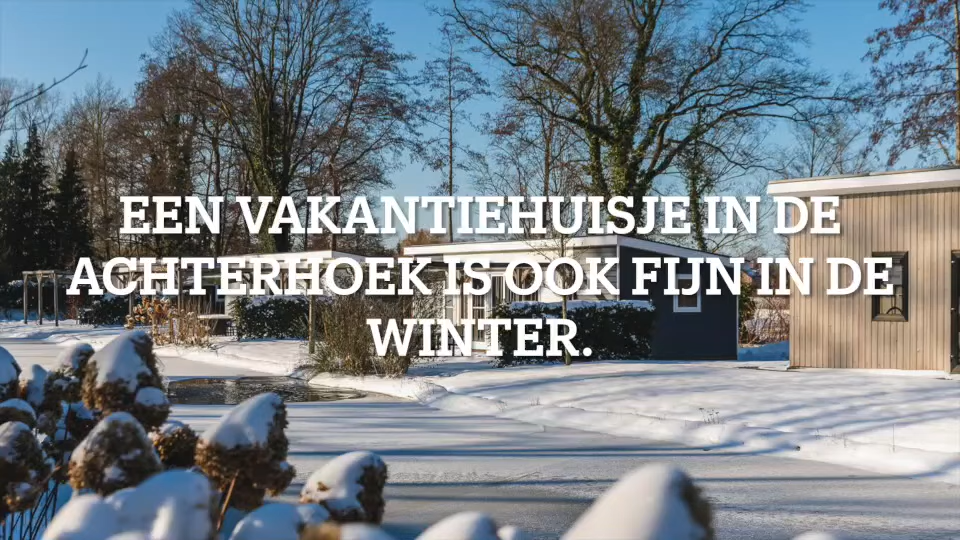 EEN VAKANTIEHUISJE IN DE
ACHTERHOEK IS OOK FIJN IN DE
WINTER.